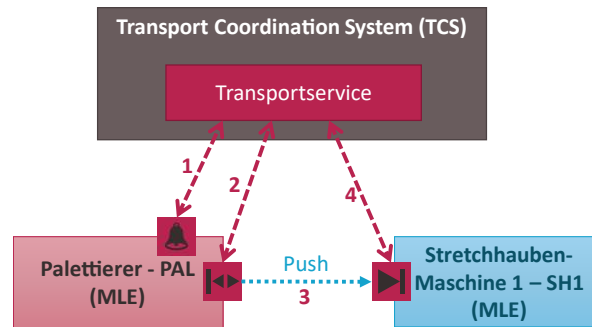 Transport Coordination System (TCS)
Transportservice
1
2
4
Palettierer - PAL
(MLE)
Push
3
Stretchhauben-
Maschine 1 – SH1
(MLE)